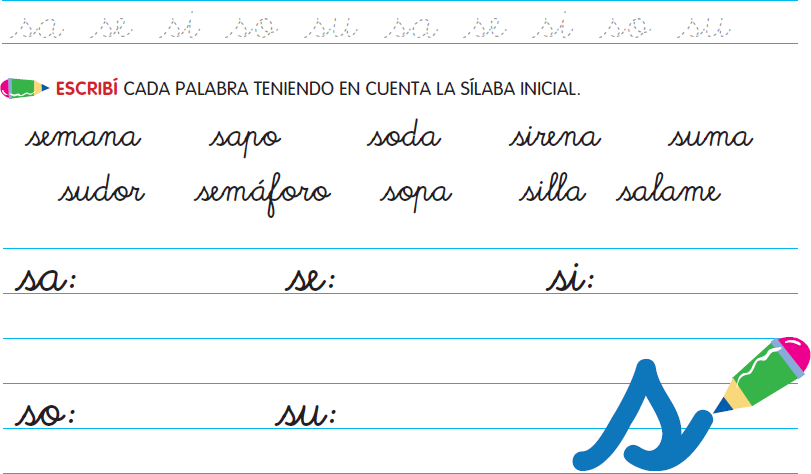 sa se si so su sa se si so su
ESCRIBÍ CADA PALABRA TENIENDO EN CUENTA LA SÍLABA INICIAL.
semana sapo soda sirena suma
sudor semáforo sopa silla salame
sa: se: si:
so: su:
s